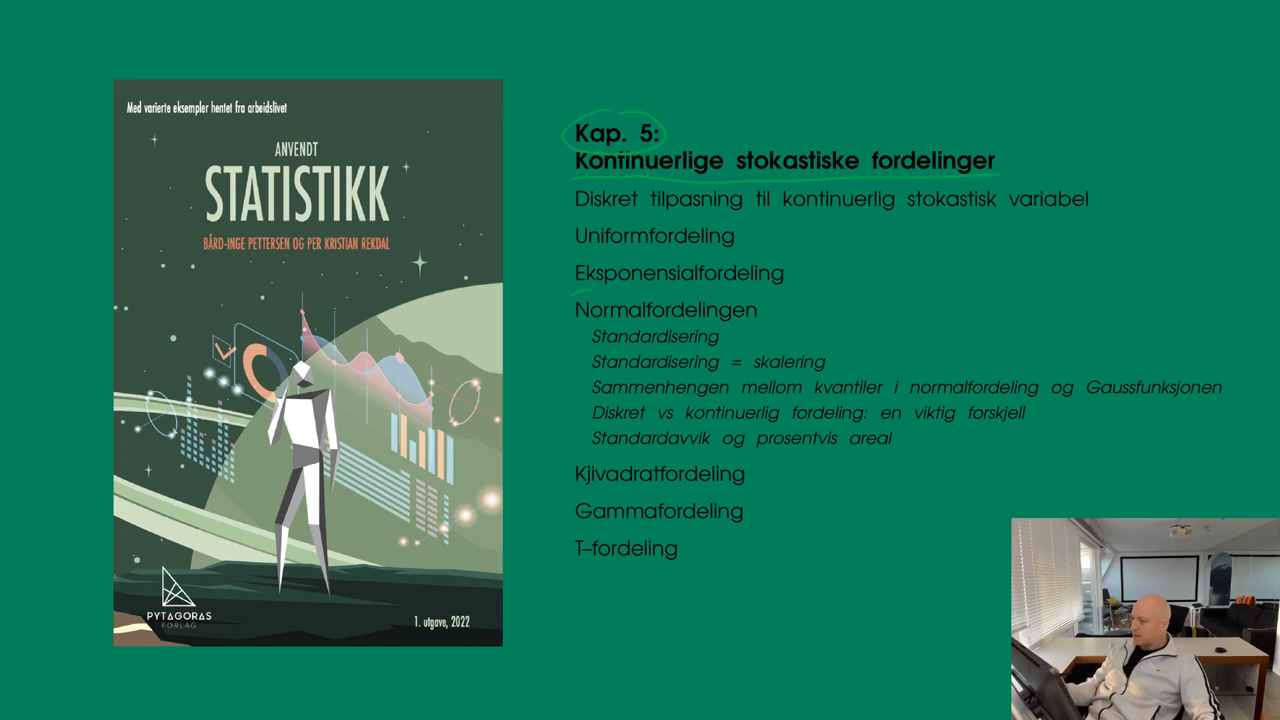 Med varierte eksempler hentet fra arbeidslivet
ANVENDT
STATISTIKK
BÅRD-INGE PETTERSEN OG PER KRISTIAN REKDAL
PYTAGORAS
FORLAG
1. utgave, 2022
Kap. 5:
Kontinuerlige stokastiske fordelinger
Diskret tilpasning til kontinuerlig stokastisk variabel
Uniformfordeling
Eksponensialfordeling
Normalfordelingen
Standardisering
Standardisering = skalering
Sammenhengen mellom kvantiler i normalfordeling og Gaussfunksjonen
Diskret vs kontinuerlig fordeling: en viktig forskjell
Standardavvik og prosentvis areal
Kjivadratfordeling
Gammafordeling
T–fordeling